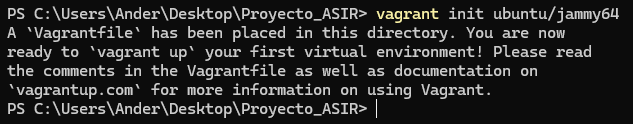 PS C:\Users\Ander\Desktop\Proyecto_ASIR> vagrant init ubuntu/jammy64
A `Vagrantfile` has been placed in this directory. You are now
ready to `vagrant up` your first virtual environment! Please read
the comments in the Vagrantfile as well as documentation on
`vagrantup.com` for more information on using Vagrant.
PS C:\Users\Ander\Desktop\Proyecto_ASIR>